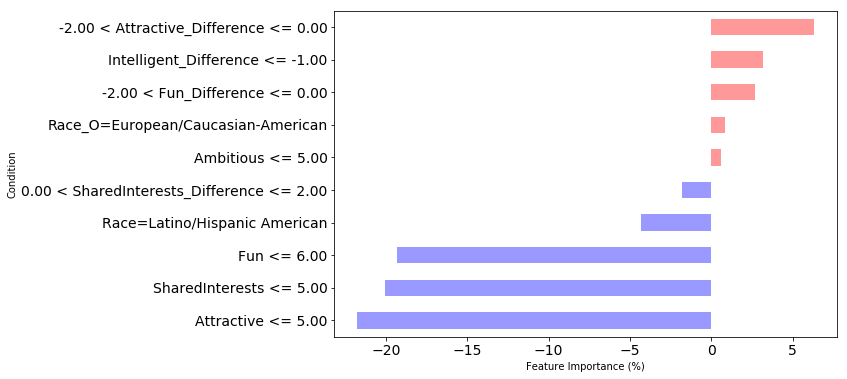 -2.00 < Attractive_Difference <= 0.00
Intelligent_Difference <= -1.00
-2.00 < Fun_Difference <= 0.00
Race_O=European/Caucasian-American
Ambitious <= 5.00
0.00 < SharedInterests_Difference <= 2.00
Race=Latino/Hispanic American
Fun <= 6.00
SharedInterests <= 5.00
Attractive <= 5.00
Condition
−20 −15 −10 −5 0 5
Feature Importance (%)